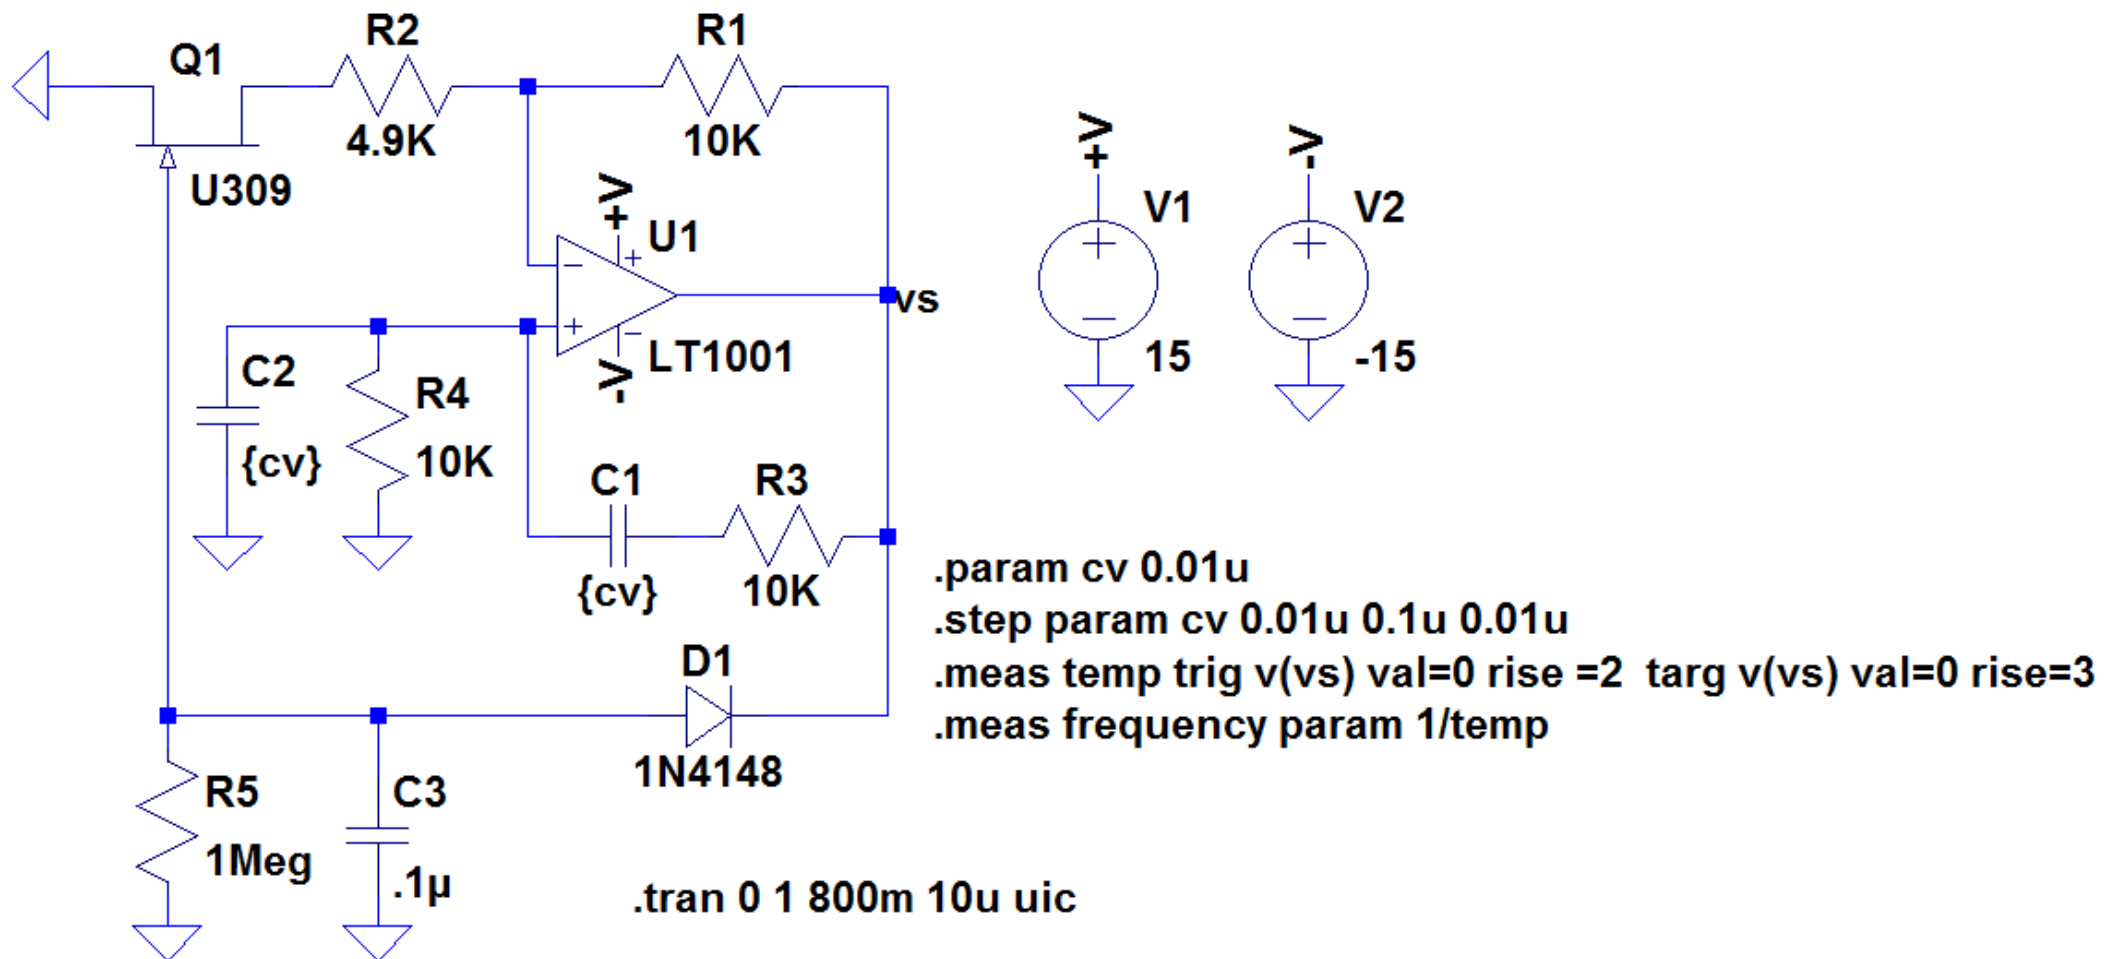 R2
R1
Q1
4.9K
10K
U309
+V
U1
+
−
+
−
-V
LT1001
vs
+V
V1
+
−
15
-V
V2
+
−
-15
C2
{cv}
R4
10K
C1
{cv}
R3
10K
.param cv 0.01u
.step param cv 0.01u 0.1u 0.01u
.meas temp trig v(vs) val=0 rise =2  targ v(vs) val=0 rise=3
.meas frequency param 1/temp
D1
1N4148
R5
1Meg
C3
.1µ
.tran 0 1 800m 10u uic